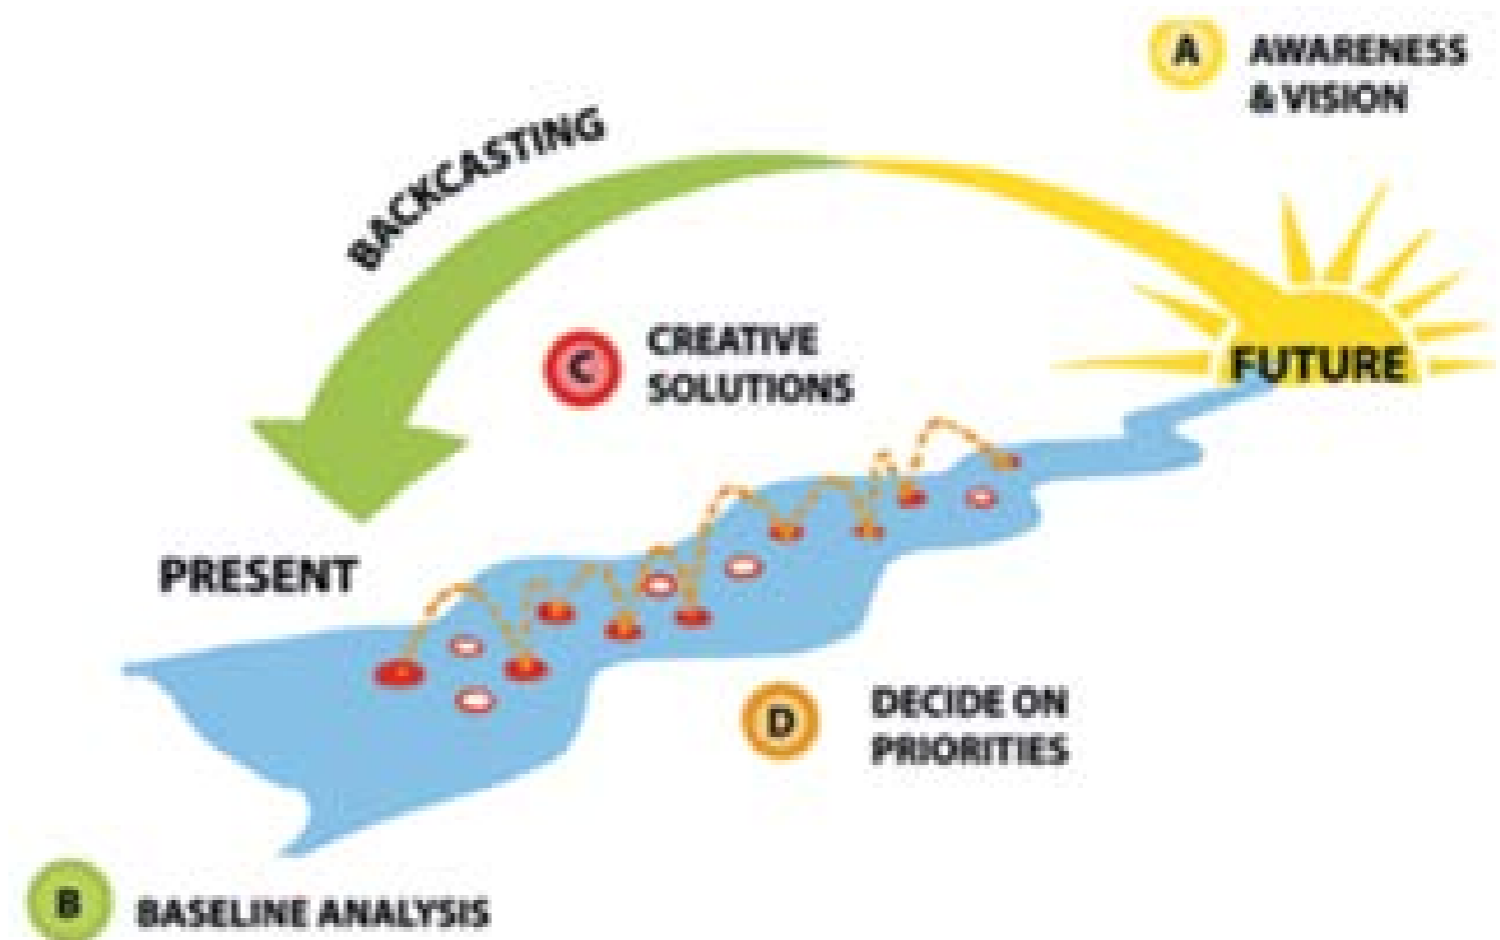 A AWARENESS
& VISION
BACKCASTING
C CREATIVE
SOLUTIONS
FUTURE
PRESENT
D DECIDE ON
PRIORITIES
B BASELINE ANALYSIS